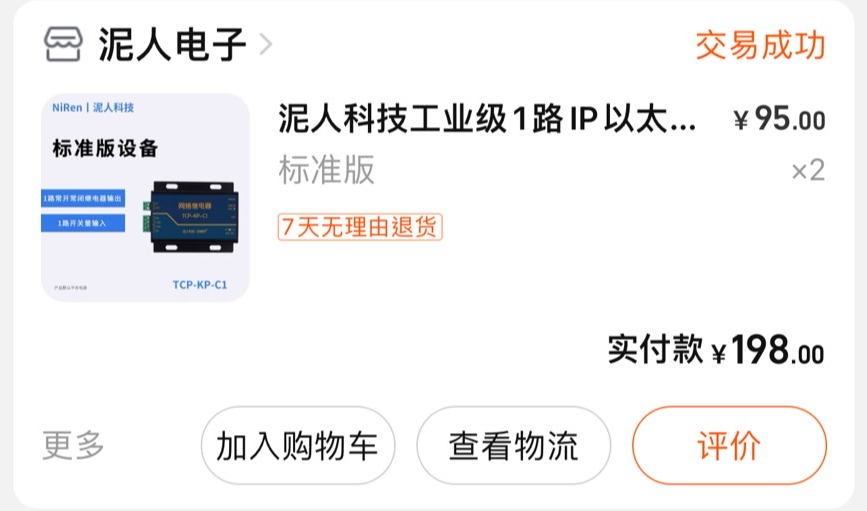 泥人电子
交易成功
NiRen | 泥人科技
标准版设备
1路常开常闭继电器输出
1路开关量输入
网络继电器
TCP-KP-C1
TCP-KP-C1
泥人科技工业级1路IP以太...
¥95.00
标准版
×2
7天无理由退货
实付款¥198.00
更多
加入购物车
查看物流
评价